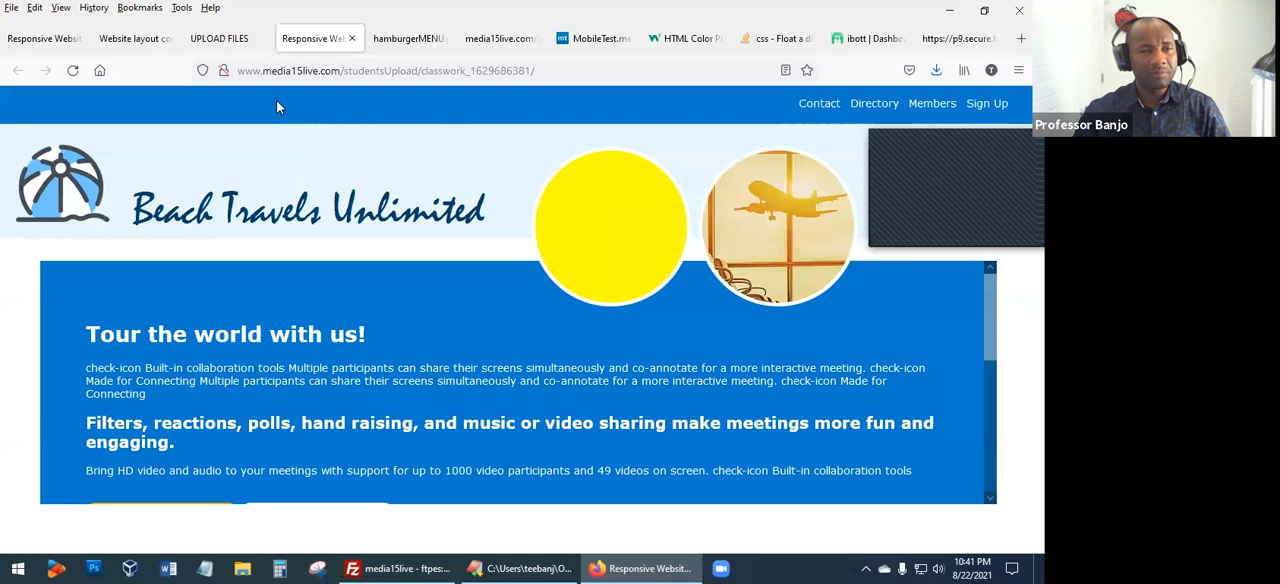 File Edit View History Bookmarks Tools Help
Responsive Websit Website layout co UPLOAD FILES Responsive Web hamburgerMENU. media15live.com/ MobileTest.me HTML Color Pi css - Float a di ibott | Dashbo https://p9.secure.h
www.media15live.com/studentsUpload/classwork_1629686381/
Contact Directory Members Sign Up
Professor Banjo
Beach Travels Unlimited
Tour the world with us!
check-icon Built-in collaboration tools Multiple participants can share their screens simultaneously and co-annotate for a more interactive meeting. check-icon
Made for Connecting Multiple participants can share their screens simultaneously and co-annotate for a more interactive meeting. check-icon Made for
Connecting
Filters, reactions, polls, hand raising, and music or video sharing make meetings more fun and
engaging.
Bring HD video and audio to your meetings with support for up to 1000 video participants and 49 videos on screen. check-icon Built-in collaboration tools
media15live - ftpes:... C:\Users\teebanj\O... Responsive Websit... 10:41 PM
8/22/2021